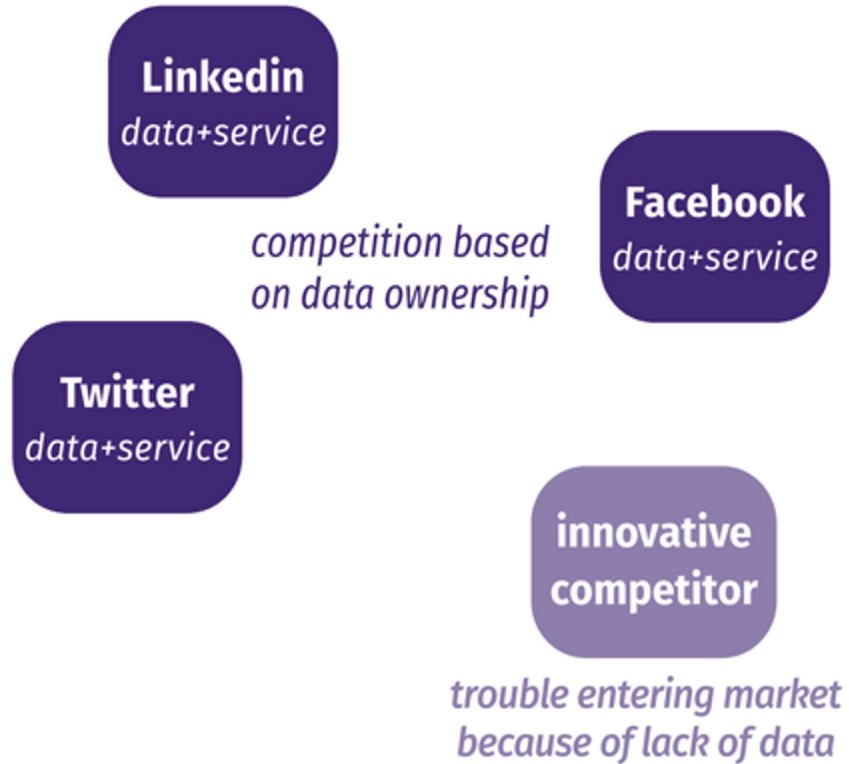 Linkedin
data+service
Facebook
data+service
competition based
on data ownership
Twitter
data+service
innovative
competitor
trouble entering market
because of lack of data